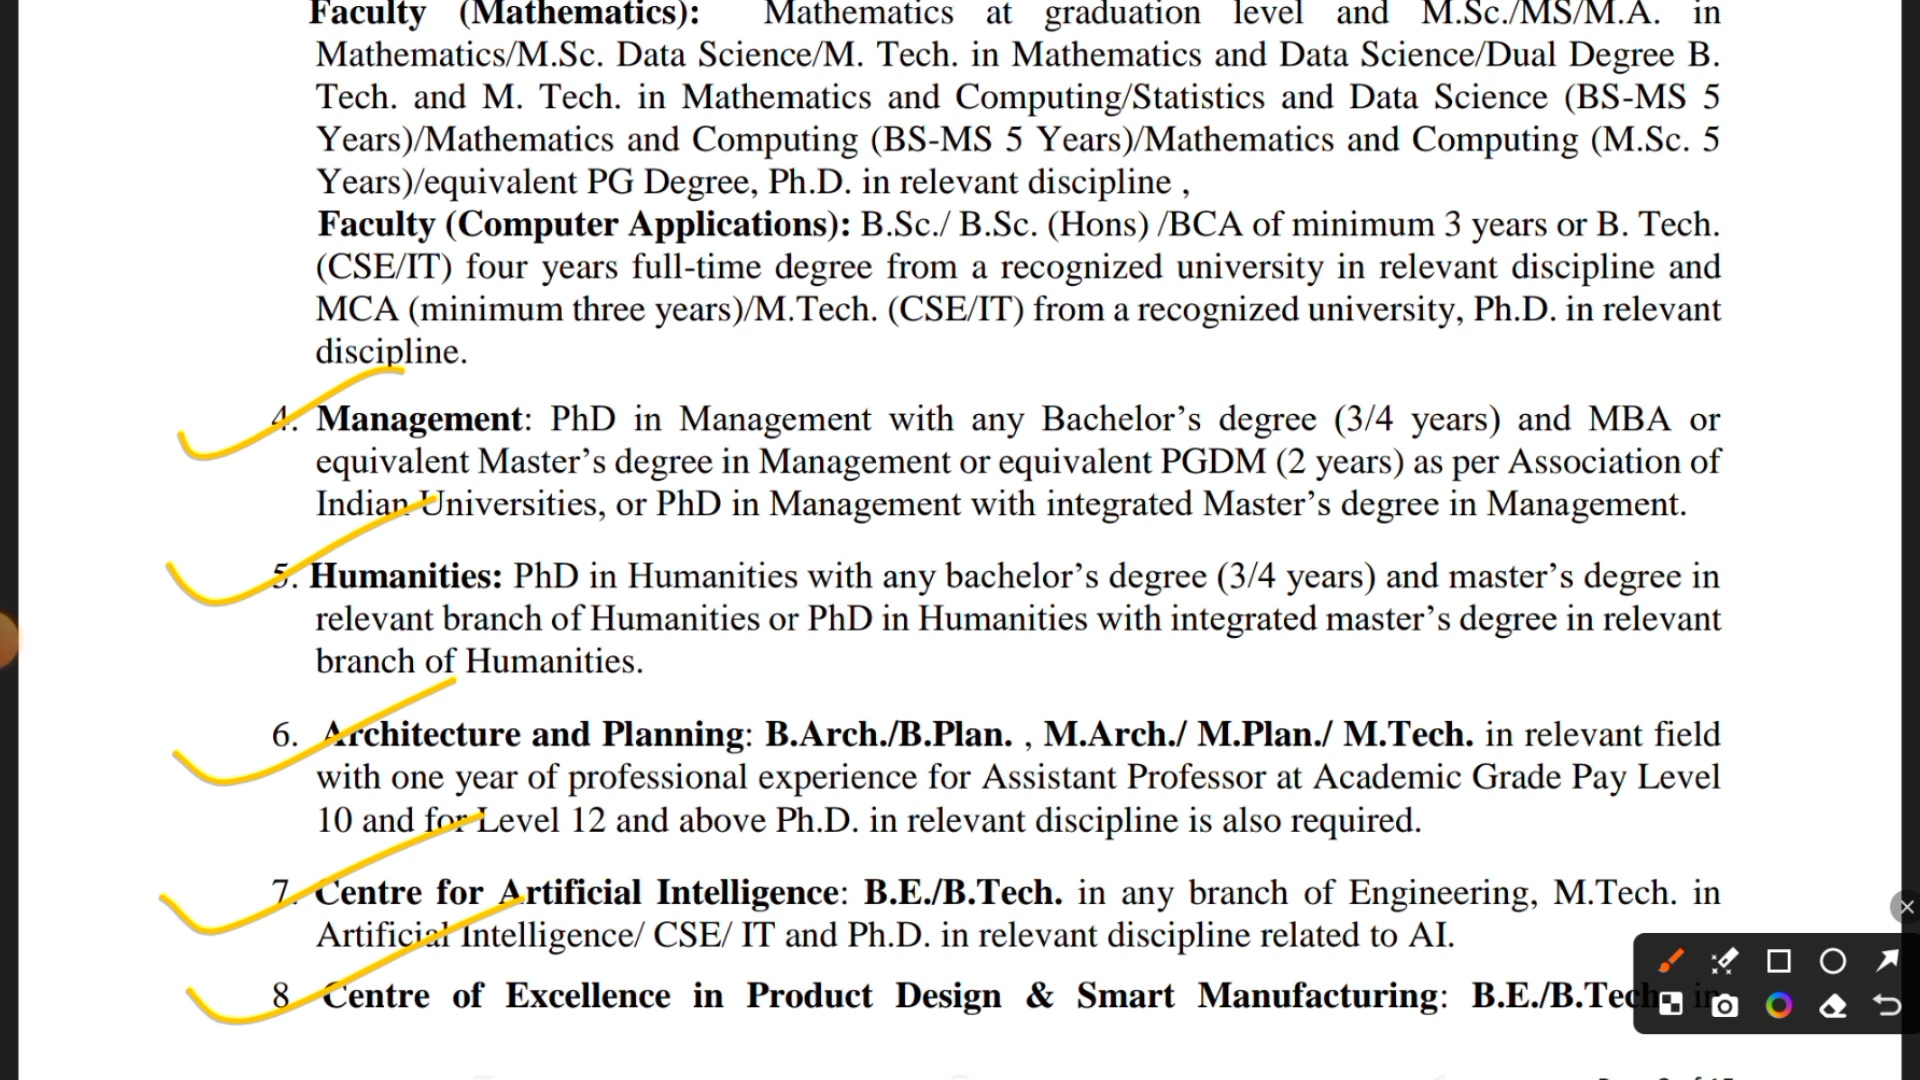 Faculty (Mathematics): Mathematics at graduation level and M.Sc./MS/M.A. in
Mathematics/M.Sc. Data Science/M. Tech. in Mathematics and Data Science/Dual Degree B.
Tech. and M. Tech. in Mathematics and Computing/Statistics and Data Science (BS-MS 5
Years)/Mathematics and Computing (BS-MS 5 Years)/Mathematics and Computing (M.Sc. 5
Years)/equivalent PG Degree, Ph.D. in relevant discipline ,
Faculty (Computer Applications): B.Sc./ B.Sc. (Hons) /BCA of minimum 3 years or B. Tech.
(CSE/IT) four years full-time degree from a recognized university in relevant discipline and
MCA (minimum three years)/M.Tech. (CSE/IT) from a recognized university, Ph.D. in relevant
discipline.
4. Management: PhD in Management with any Bachelor’s degree (3/4 years) and MBA or
equivalent Master’s degree in Management or equivalent PGDM (2 years) as per Association of
Indian Universities, or PhD in Management with integrated Master’s degree in Management.
5. Humanities: PhD in Humanities with any bachelor’s degree (3/4 years) and master’s degree in
relevant branch of Humanities or PhD in Humanities with integrated master’s degree in relevant
branch of Humanities.
6. Architecture and Planning: B.Arch./B.Plan. , M.Arch./ M.Plan./ M.Tech. in relevant field
with one year of professional experience for Assistant Professor at Academic Grade Pay Level
10 and for Level 12 and above Ph.D. in relevant discipline is also required.
7. Centre for Artificial Intelligence: B.E./B.Tech. in any branch of Engineering, M.Tech. in
Artificial Intelligence/ CSE/ IT and Ph.D. in relevant discipline related to AI.
8. Centre of Excellence in Product Design & Smart Manufacturing: B.E./B.Tech. in